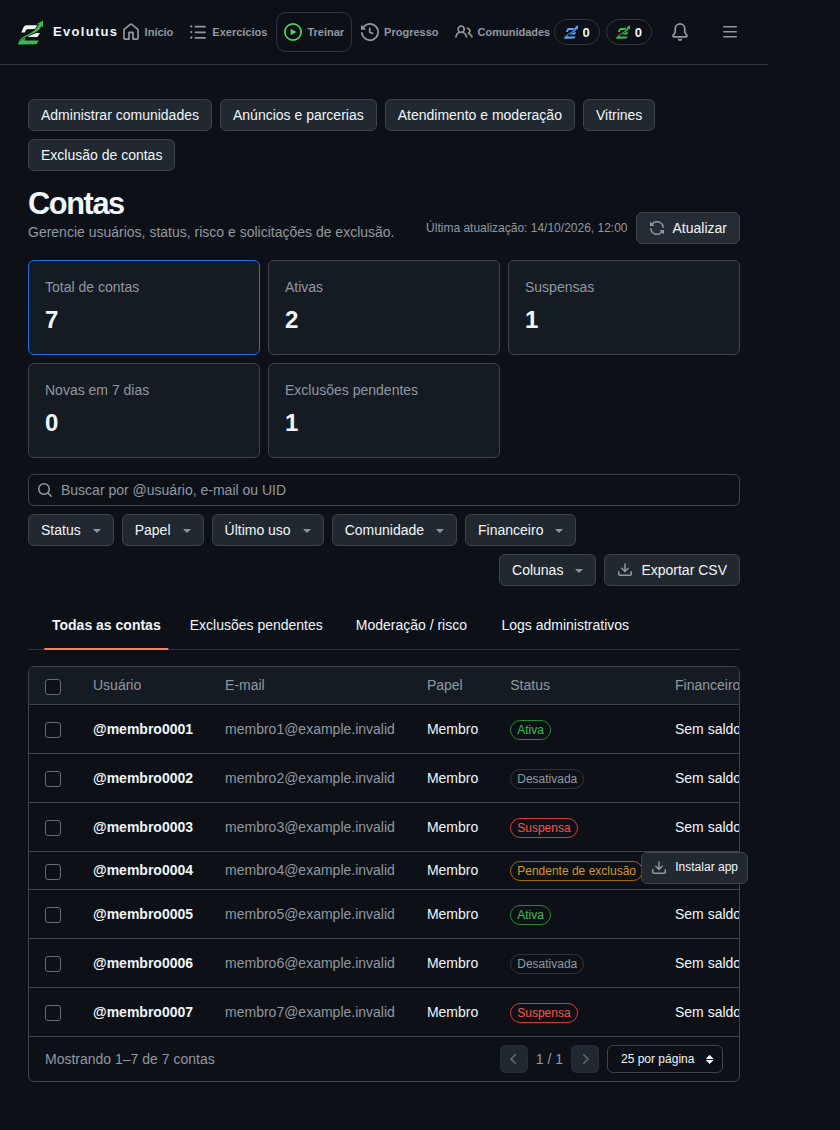 Evolutus Início Exercícios Treinar Progresso Comunidades 0 0
Administrar comunidades Anúncios e parcerias Atendimento e moderação Vitrines
Exclusão de contas
Contas
Gerencie usuários, status, risco e solicitações de exclusão. Última atualização: 14/10/2026, 12:00 Atualizar
Total de contas Ativas Suspensas
7 2 1
Novas em 7 dias Exclusões pendentes
0 1
Buscar por @usuário, e-mail ou UID
Status Papel Último uso Comunidade Financeiro
Colunas Exportar CSV
Todas as contas Exclusões pendentes Moderação / risco Logs administrativos
Usuário E-mail Papel Status Financeiro
@membro0001 membro1@example.invalid Membro Ativa Sem saldo
@membro0002 membro2@example.invalid Membro Desativada Sem saldo
@membro0003 membro3@example.invalid Membro Suspensa Sem saldo
@membro0004 membro4@example.invalid Membro Pendente de exclusão Instalar app
@membro0005 membro5@example.invalid Membro Ativa Sem saldo
@membro0006 membro6@example.invalid Membro Desativada Sem saldo
@membro0007 membro7@example.invalid Membro Suspensa Sem saldo
Mostrando 1–7 de 7 contas 1 / 1 25 por página